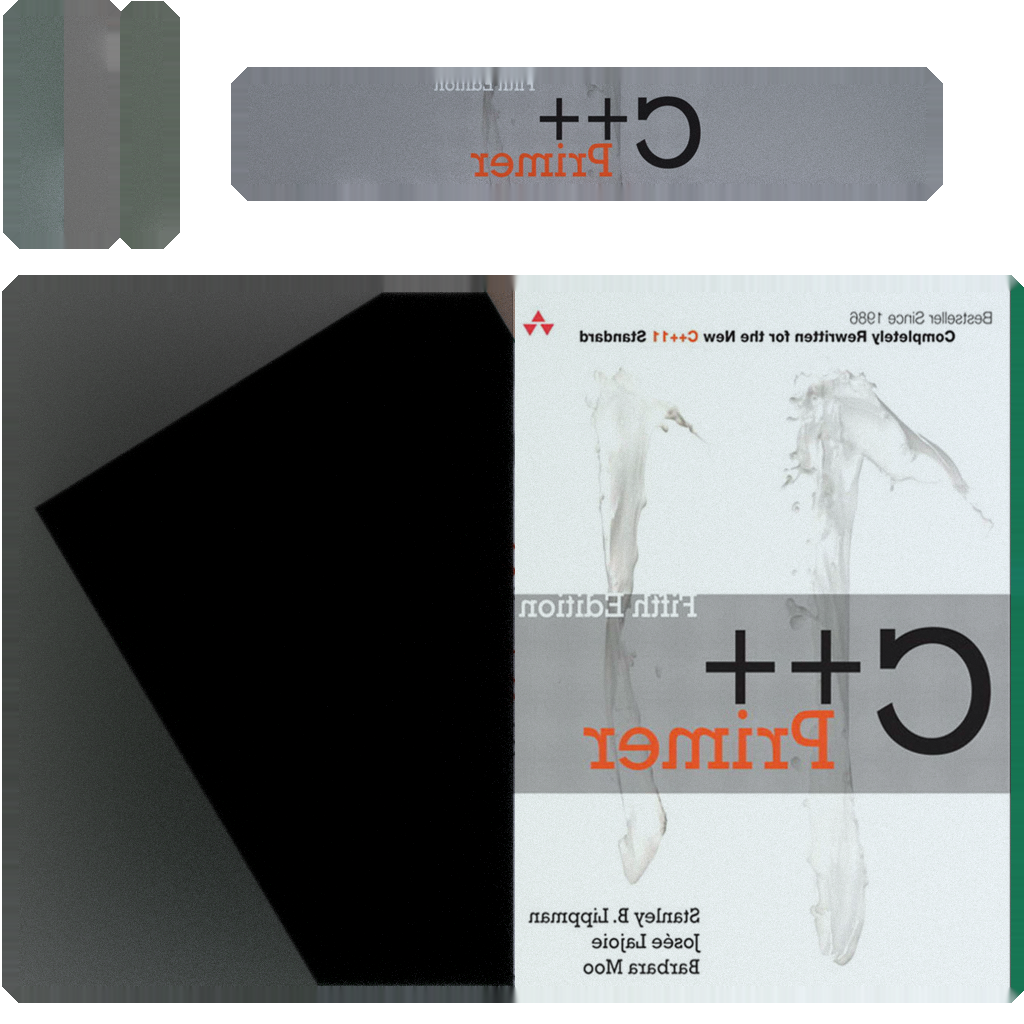 Fifth Edition
C++
Primer
Bestseller Since 1986
Completely Rewritten for the New C++11 Standard
Fifth Edition
C++
Primer
Stanley B. Lippman
Josée Lajoie
Barbara Moo